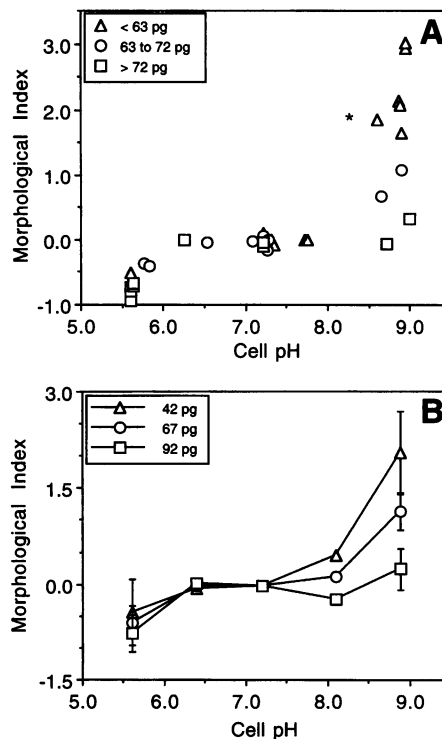 A
< 63 pg
63 to 72 pg
> 72 pg
*
Morphological Index
3.0
2.0
1.0
0.0
-1.0
5.0 6.0 7.0 8.0 9.0
Cell pH
B
42 pg
67 pg
92 pg
Morphological Index
3.0
1.5
0.0
-1.5
5.0 6.0 7.0 8.0 9.0
Cell pH